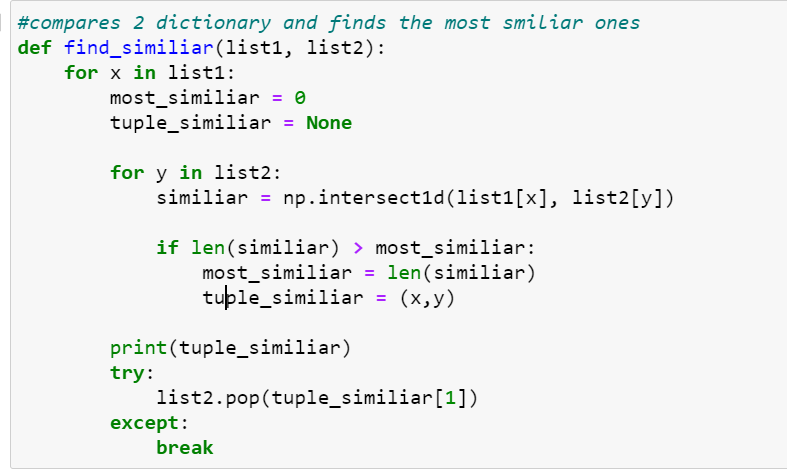 #compares 2 dictionary and finds the most smiliar ones
def find_similiar(list1, list2):
    for x in list1:
        most_similiar = 0
        tuple_similiar = None
        for y in list2:
            similiar = np.intersect1d(list1[x], list2[y])
            if len(similiar) > most_similiar:
                most_similiar = len(similiar)
                tuple_similiar = (x,y)
        print(tuple_similiar)
        try:
            list2.pop(tuple_similiar[1])
        except:
            break